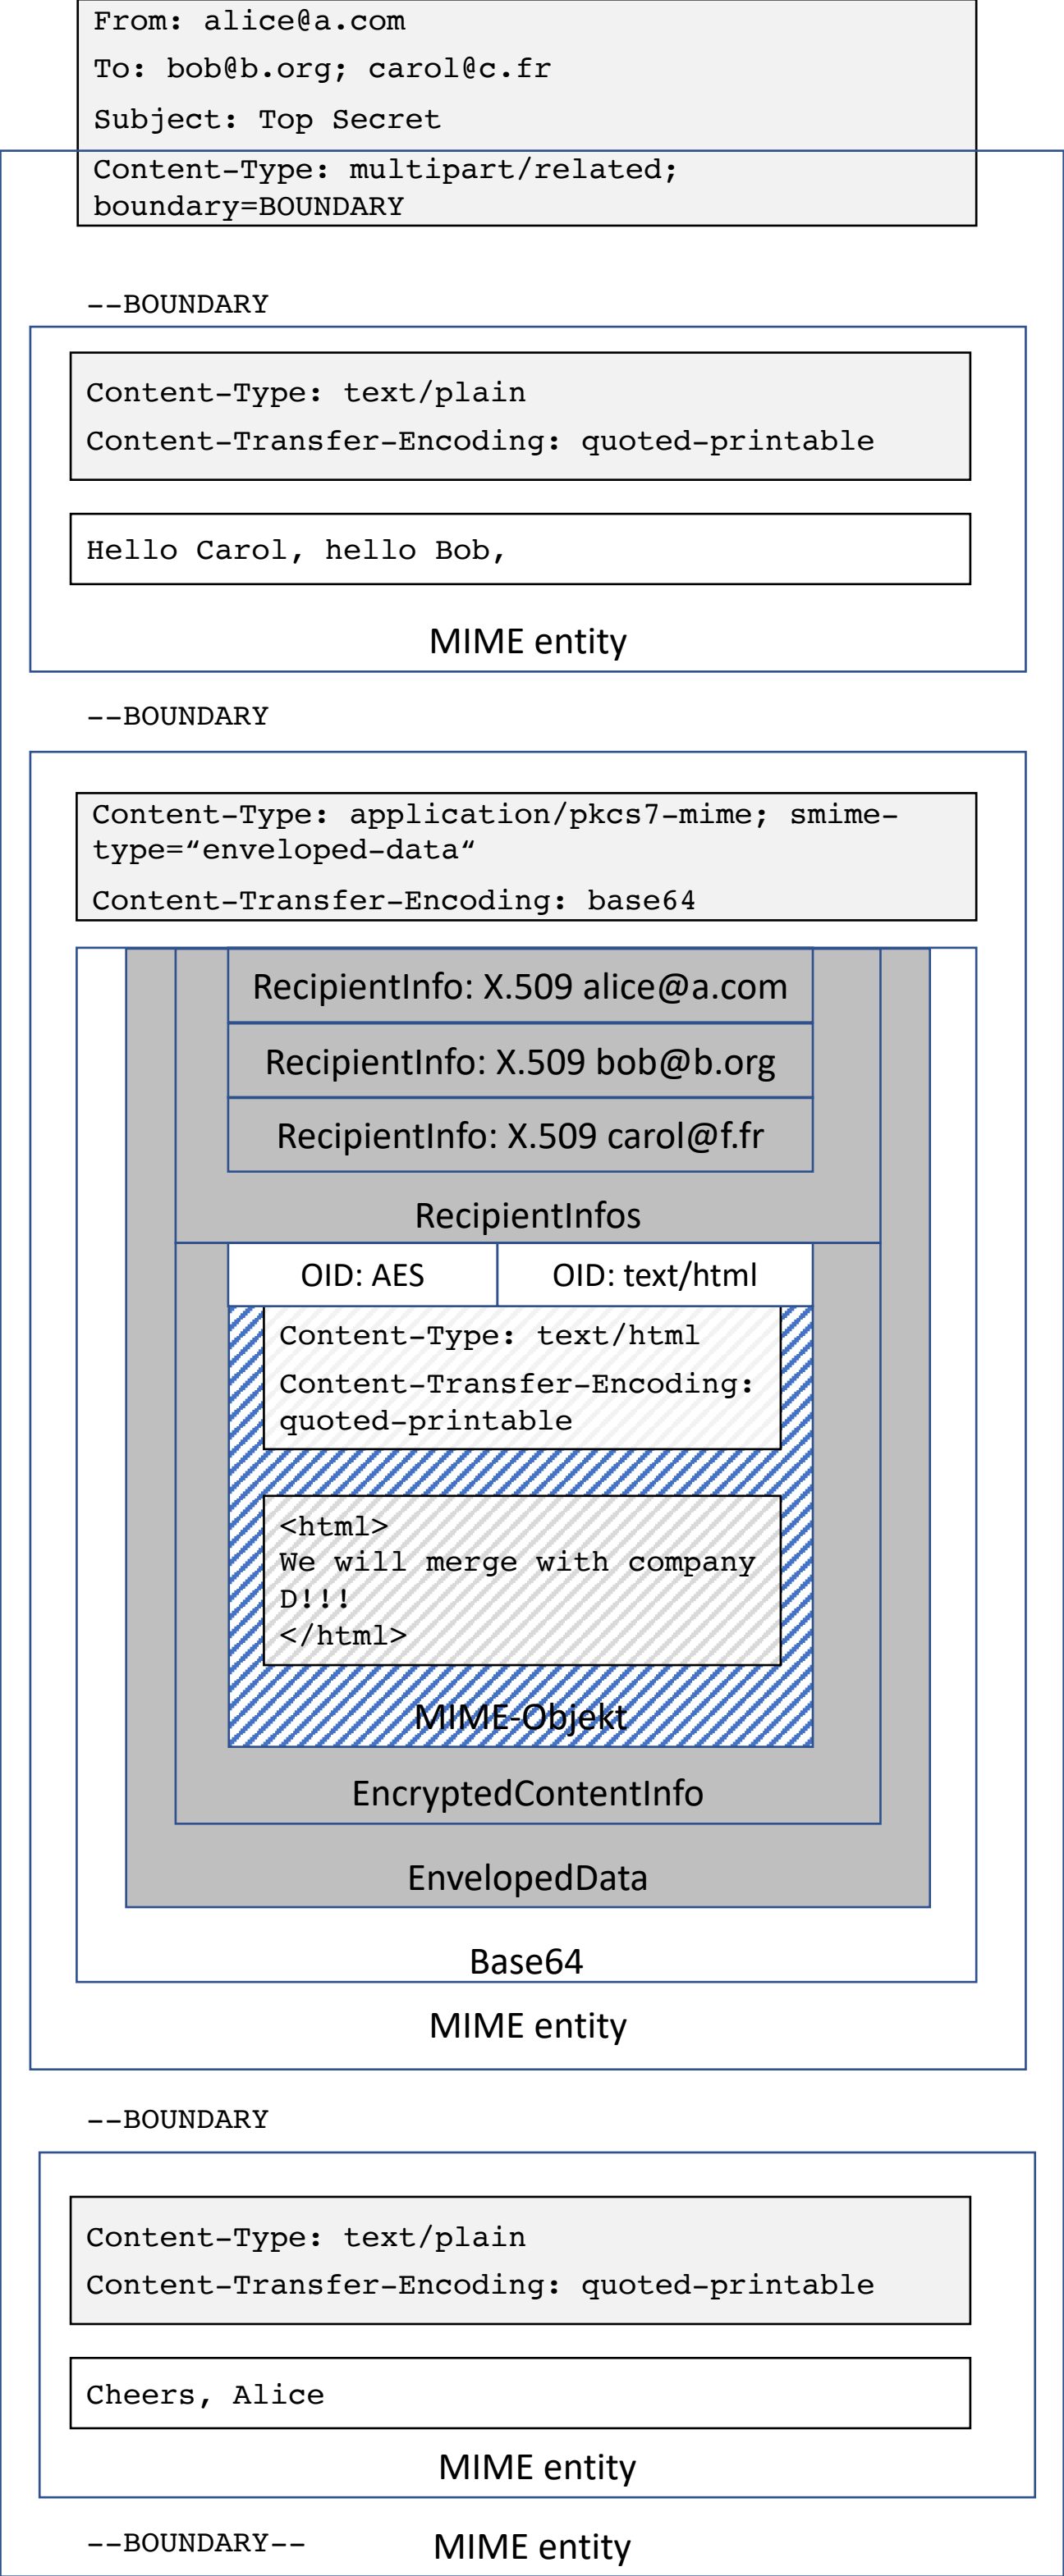 From: alice@a.com
To: bob@b.org; carol@c.fr
Subject: Top Secret
Content-Type: multipart/related;
boundary=BOUNDARY
--BOUNDARY
Content-Type: text/plain
Content-Transfer-Encoding: quoted-printable
Hello Carol, hello Bob,
MIME entity
--BOUNDARY
Content-Type: application/pkcs7-mime; smime-
type=“enveloped-data“
Content-Transfer-Encoding: base64
RecipientInfo: X.509 alice@a.com
RecipientInfo: X.509 bob@b.org
RecipientInfo: X.509 carol@f.fr
RecipientInfos
OID: AES OID: text/html
Content-Type: text/html
Content-Transfer-Encoding:
quoted-printable
<html>
We will merge with company
D!!!
</html>
MIME-Objekt
EncryptedContentInfo
EnvelopedData
Base64
MIME entity
--BOUNDARY
Content-Type: text/plain
Content-Transfer-Encoding: quoted-printable
Cheers, Alice
MIME entity
--BOUNDARY-- MIME entity